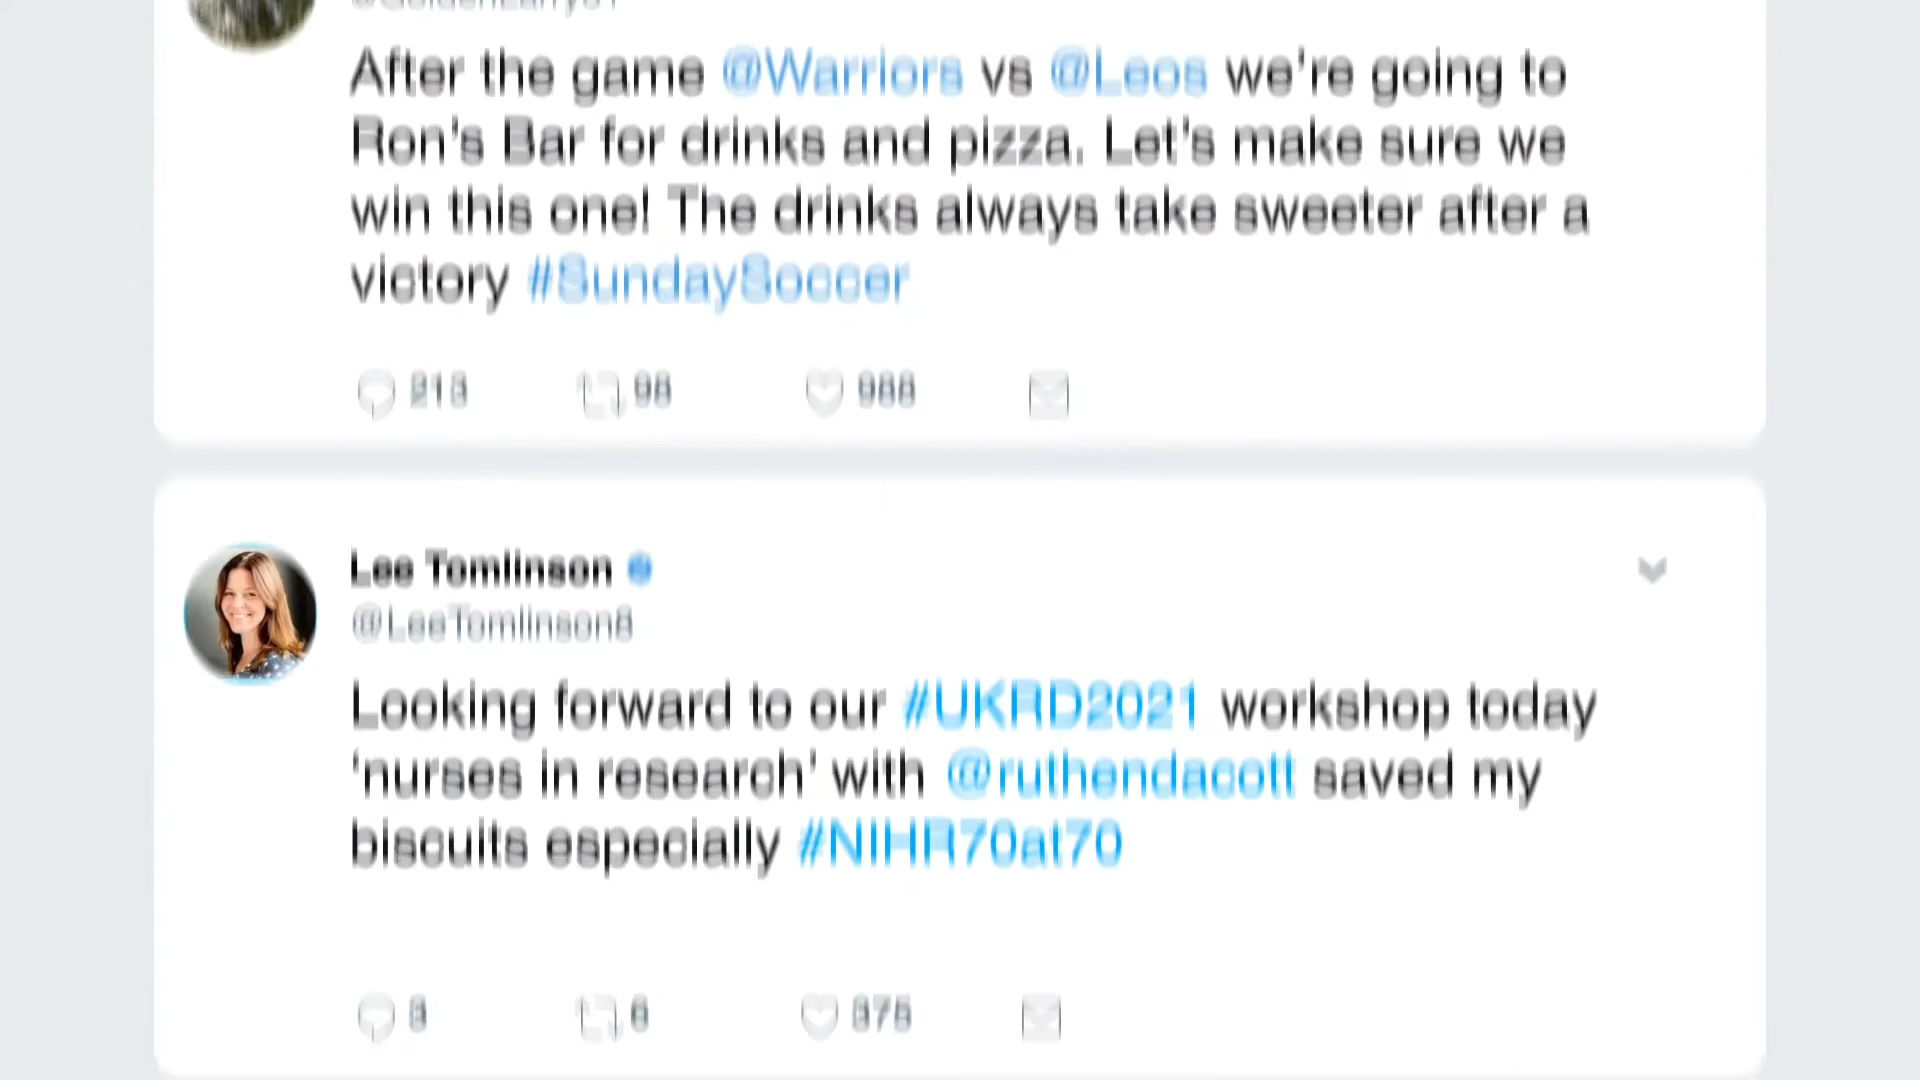 After the game @Warriors vs @Leos we're going to
Ron's Bar for drinks and pizza. Let's make sure we
win this one! The drinks always take sweeter after a
victory #SundaySoccer
213 98 988
Lee Tomlinson
@LeeTomlinson8
Looking forward to our #UKRD2021 workshop today
‘nurses in research’ with @ruthendacott saved my
biscuits especially #NIHR70at70
6